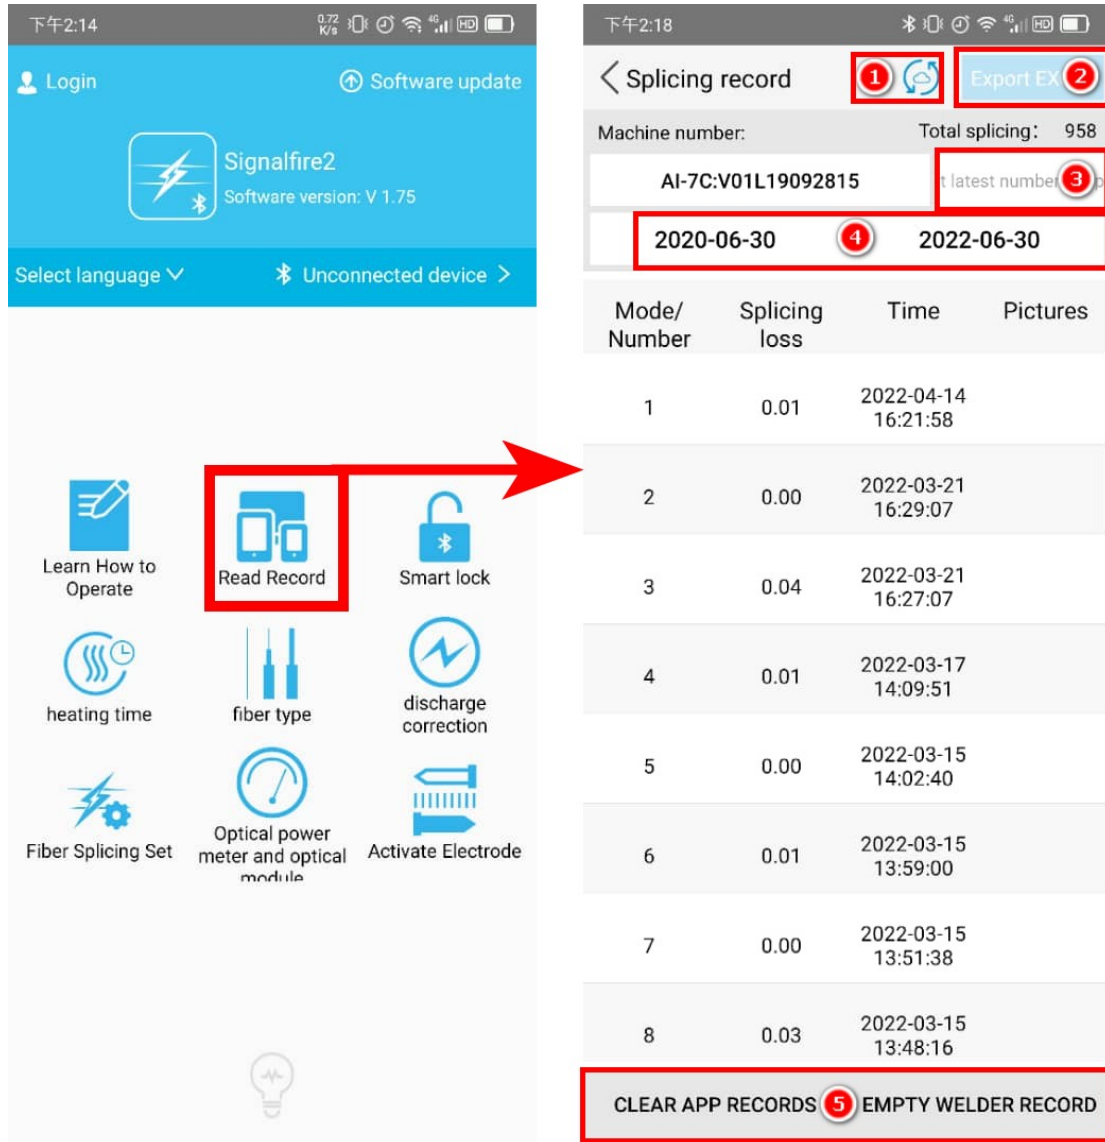 下午2:14
0.72 K/s
4G
HD
Login
Software update
Signalfire2
Software version: V 1.75
Select language
Unconnected device
Learn How to
Operate
Read Record
Smart lock
heating time
fiber type
discharge
correction
Fiber Splicing Set
Optical power
meter and optical
module
Activate Electrode
下午2:18
4G
HD
Splicing record
1
Export EX
2
Machine number:
Total splicing: 958
AI-7C:V01L19092815
t latest number
3
2020-06-30
4
2022-06-30
Mode/
Number
Splicing
loss
Time
Pictures
1 0.01 2022-04-14
16:21:58
2 0.00 2022-03-21
16:29:07
3 0.04 2022-03-21
16:27:07
4 0.01 2022-03-17
14:09:51
5 0.00 2022-03-15
14:02:40
6 0.01 2022-03-15
13:59:00
7 0.00 2022-03-15
13:51:38
8 0.03 2022-03-15
13:48:16
CLEAR APP RECORDS
5
EMPTY WELDER RECORD